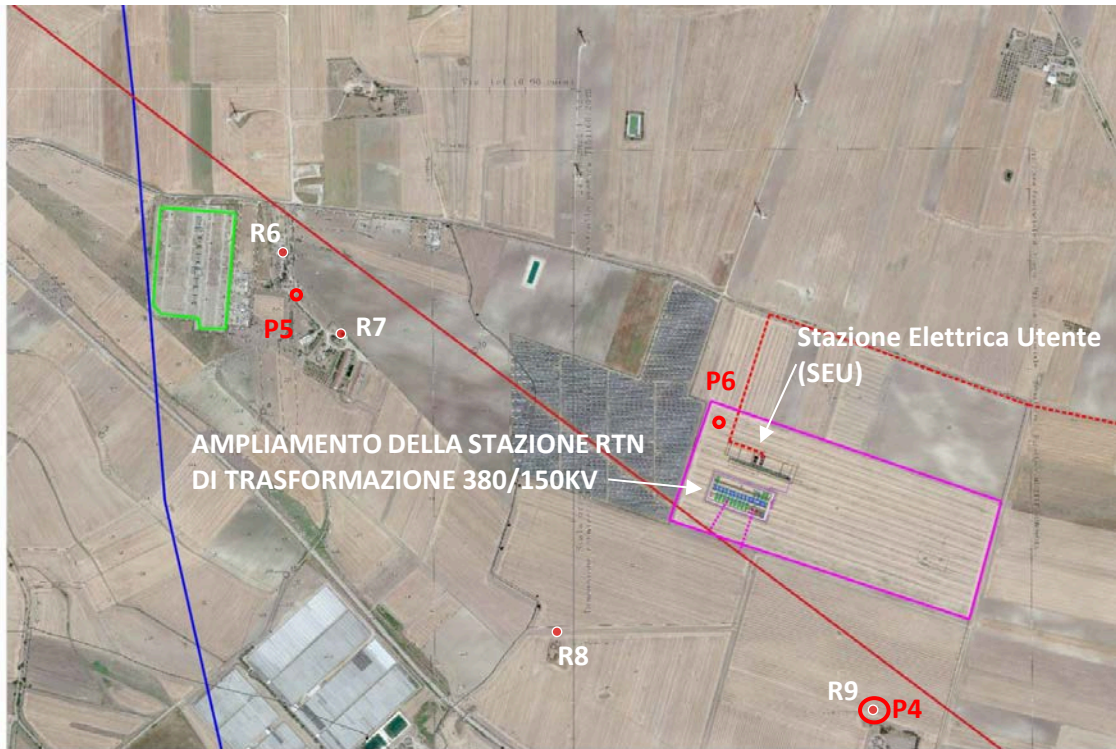 R6
P5
R7
Stazione Elettrica Utente
(SEU)
P6
AMPLIAMENTO DELLA STAZIONE RTN
DI TRASFORMAZIONE 380/150KV
R8
R9
P4